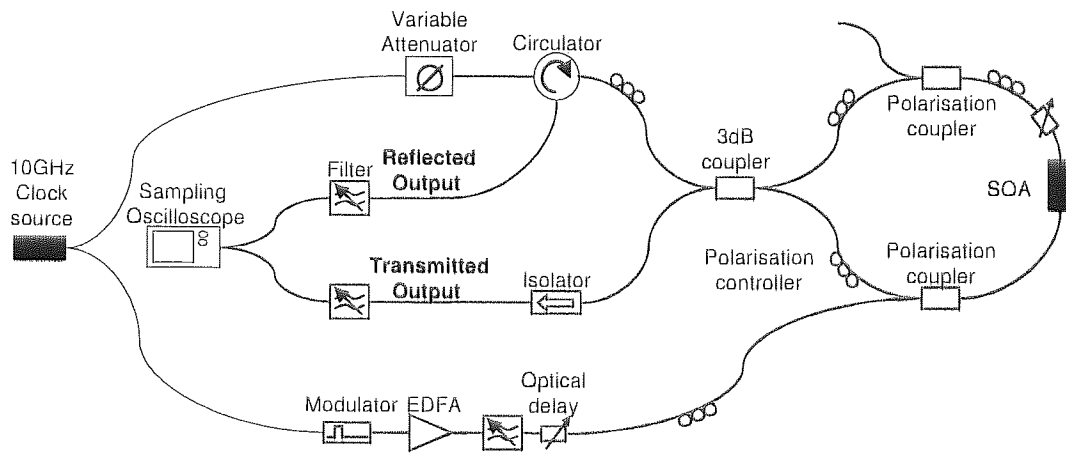 Variable
Attenuator
Circulator
Polarisation
coupler
3dB
coupler
10GHz
Clock
source
Sampling
Oscilloscope
Filter
Reflected
Output
SOA
Transmitted
Output
Isolator
Polarisation
controller
Polarisation
coupler
Modulator
EDFA
Optical
delay